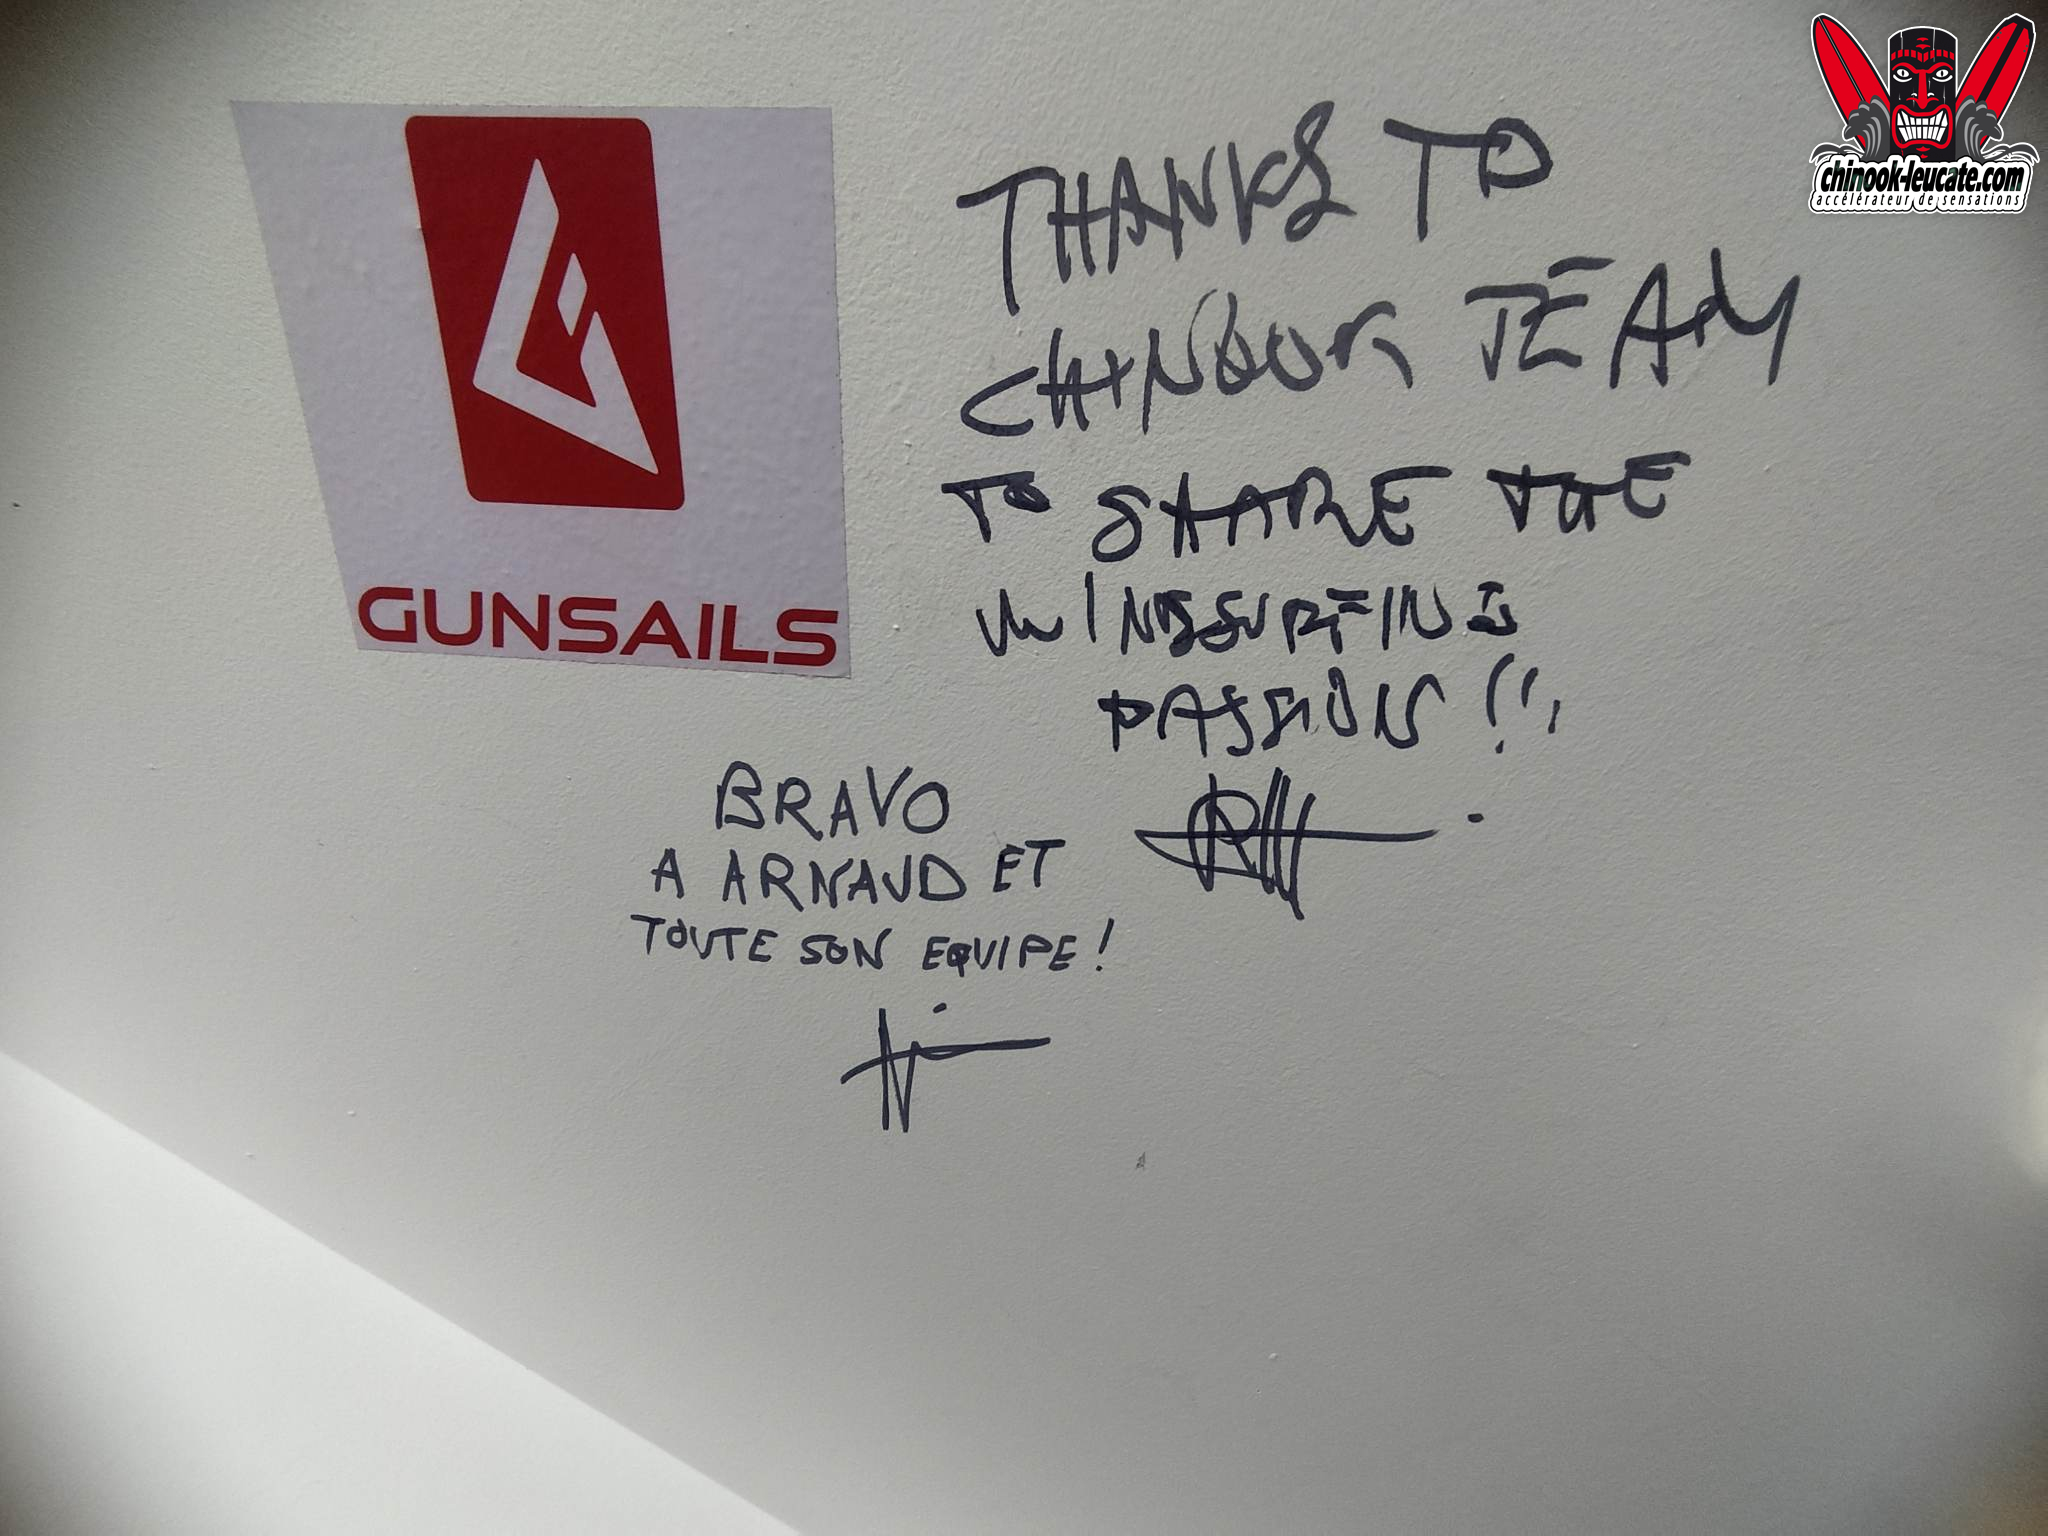 chinook-leucate.com
accélérateur de sensations
GUNSAILS
THANKS TO
CHINOOK TEAM
TO SHARE THE
WINDSURFING
PASSION !!!
BRAVO
A ARNAUD ET
TOUTE SON EQUIPE !